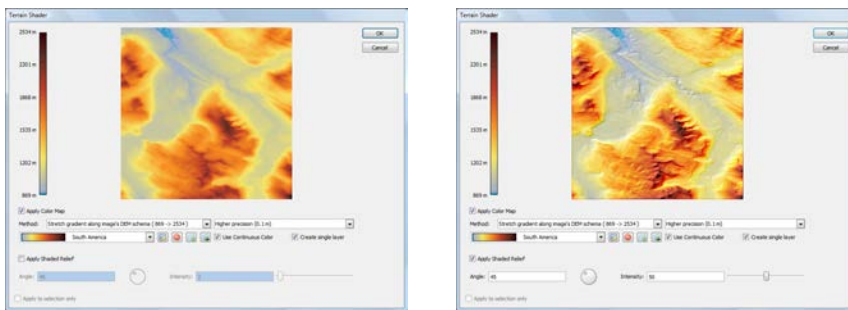 Terrain Shader
2534 m
2201 m
1868 m
1535 m
1202 m
869 m
OK
Cancel
Apply Color Map
Method: Stretch gradient along image's DEM schema ( 869 -> 2534 ) Higher precision (0.1m)
South America Use Continuous Color Create single layer
Apply Shaded Relief
Angle: 45 Intensity:
Apply to selection only
Terrain Shader
2534 m
2201 m
1868 m
1535 m
1202 m
869 m
OK
Cancel
Apply Color Map
Method: Stretch gradient along image's DEM schema ( 869 -> 2534 ) Higher precision (0.1m)
South America Use Continuous Color Create single layer
Apply Shaded Relief
Angle: 45 Intensity: 50
Apply to selection only